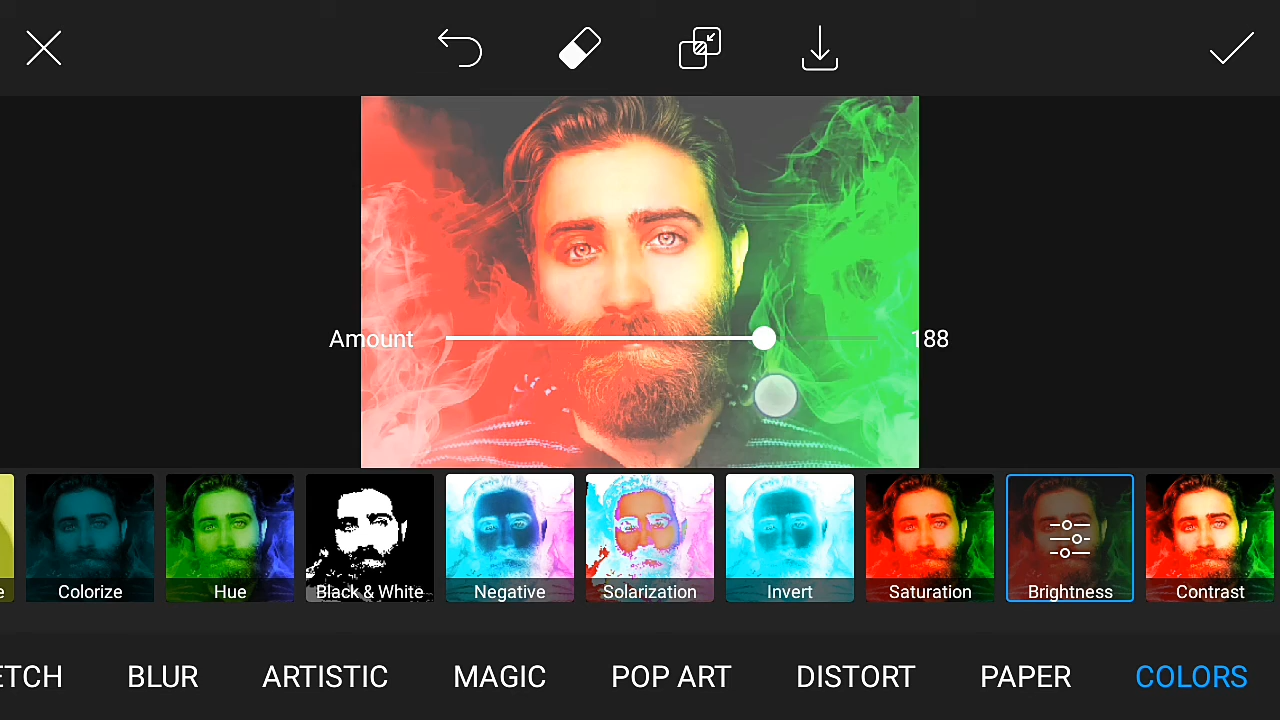 Amount 188
e Colorize Hue Black & White Negative Solarization Invert Saturation Brightness Contrast
ETCH BLUR ARTISTIC MAGIC POP ART DISTORT PAPER COLORS